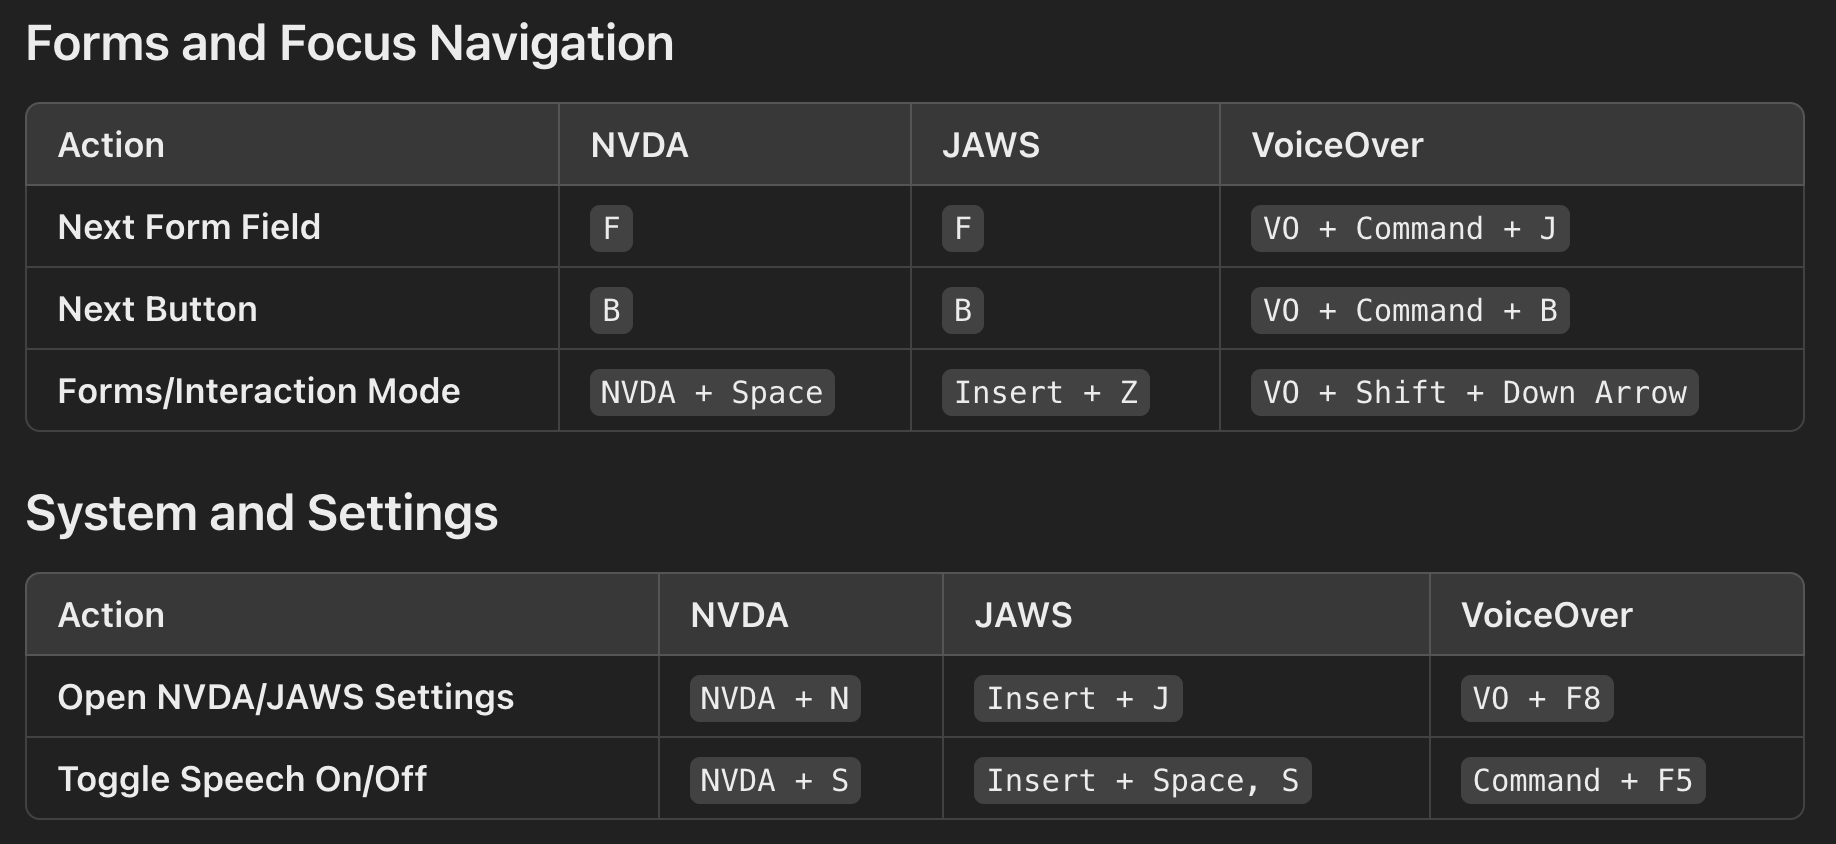 Forms and Focus Navigation
Action NVDA JAWS VoiceOver
Next Form Field F F VO + Command + J
Next Button B B VO + Command + B
Forms/Interaction Mode NVDA + Space Insert + Z VO + Shift + Down Arrow
System and Settings
Action NVDA JAWS VoiceOver
Open NVDA/JAWS Settings NVDA + N Insert + J VO + F8
Toggle Speech On/Off NVDA + S Insert + Space, S Command + F5